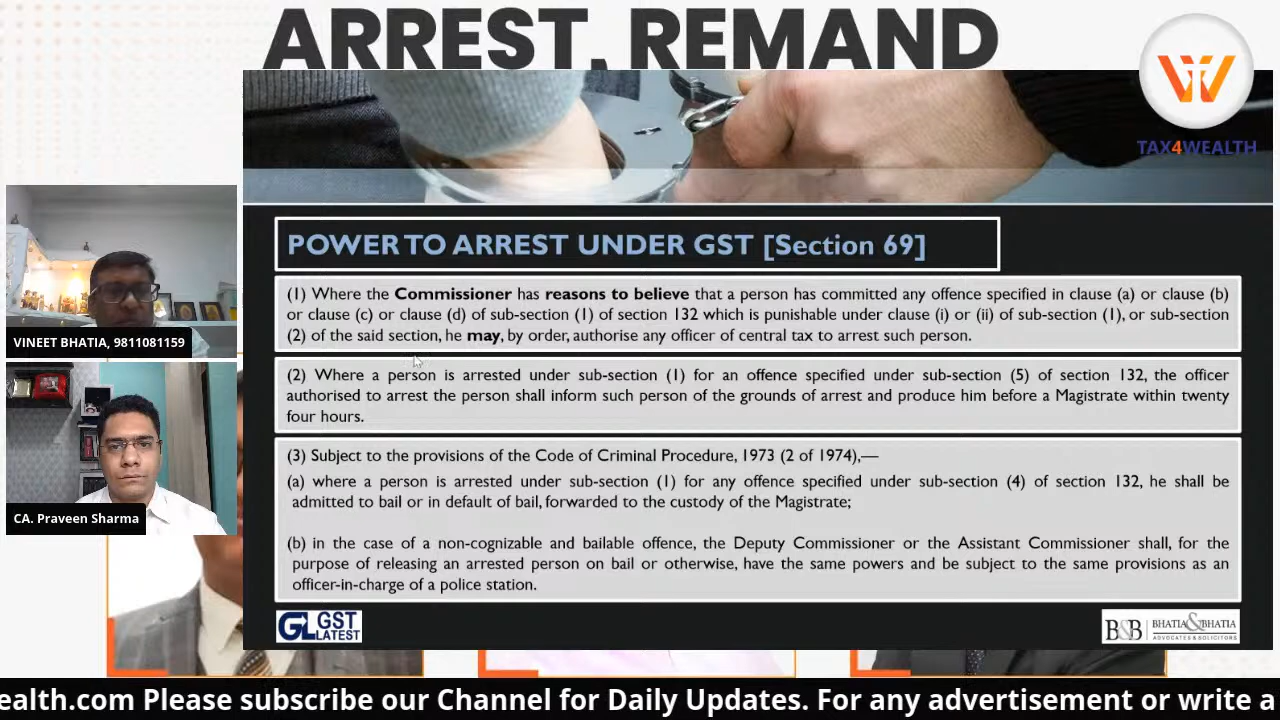 ARREST, REMAND
TAX4WEALTH
VINEET BHATIA, 9811081159
CA. Praveen Sharma
POWER TO ARREST UNDER GST [Section 69]
(1) Where the Commissioner has reasons to believe that a person has committed any offence specified in clause (a) or clause (b)
or clause (c) or clause (d) of sub-section (1) of section 132 which is punishable under clause (i) or (ii) of sub-section (1), or sub-section
(2) of the said section, he may, by order, authorise any officer of central tax to arrest such person.
(2) Where a person is arrested under sub-section (1) for an offence specified under sub-section (5) of section 132, the officer
authorised to arrest the person shall inform such person of the grounds of arrest and produce him before a Magistrate within twenty
four hours.
(3) Subject to the provisions of the Code of Criminal Procedure, 1973 (2 of 1974),—
(a) where a person is arrested under sub-section (1) for any offence specified under sub-section (4) of section 132, he shall be
admitted to bail or in default of bail, forwarded to the custody of the Magistrate;
(b) in the case of a non-cognizable and bailable offence, the Deputy Commissioner or the Assistant Commissioner shall, for the
purpose of releasing an arrested person on bail or otherwise, have the same powers and be subject to the same provisions as an
officer-in-charge of a police station.
GL GST
LATEST
B&B BHATIA&BHATIA
ADVOCATES & SOLICITORS
ealth.com Please subscribe our Channel for Daily Updates. For any advertisement or write a